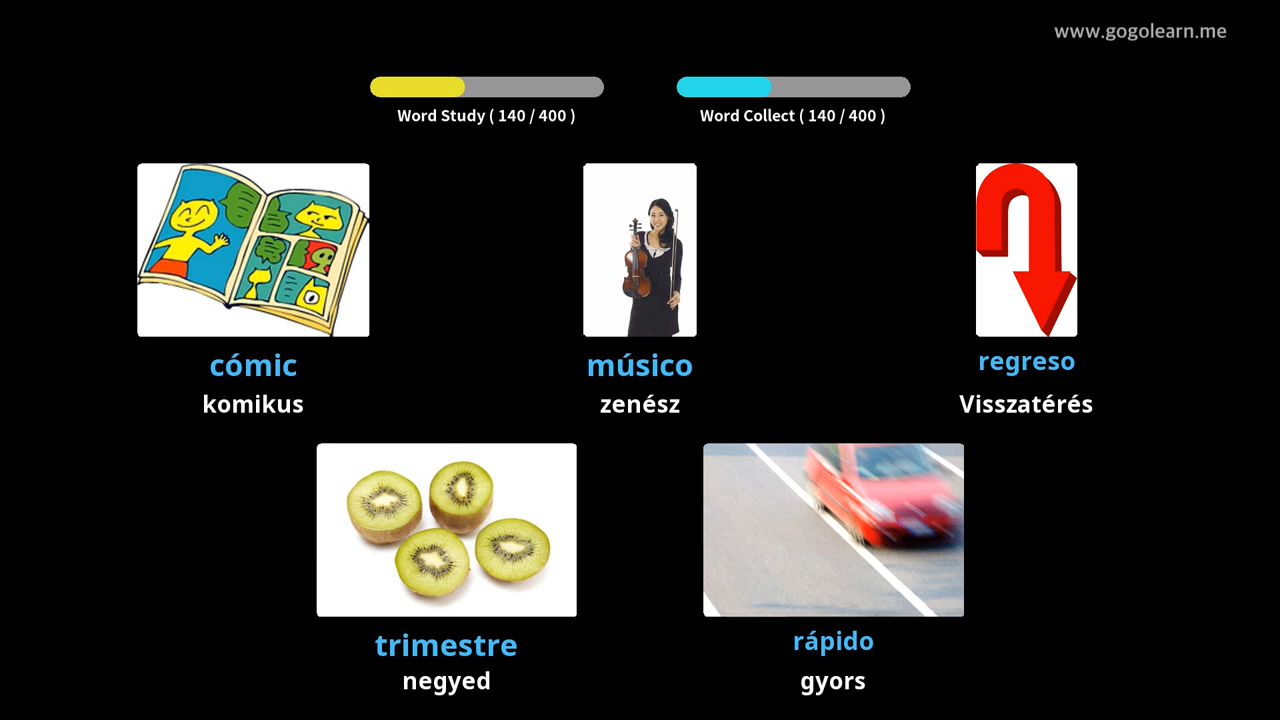 www.gogolearn.me
Word Study ( 140 / 400 )
Word Collect ( 140 / 400 )
cómic
komikus
músico
zenész
regreso
Visszatérés
trimestre
negyed
rápido
gyors